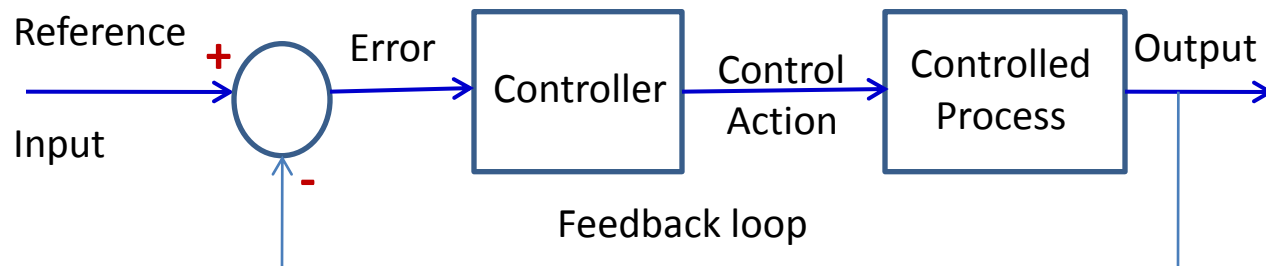 Reference
Input
+
-
Error
Controller
Control
Action
Controlled
Process
Output
Feedback loop